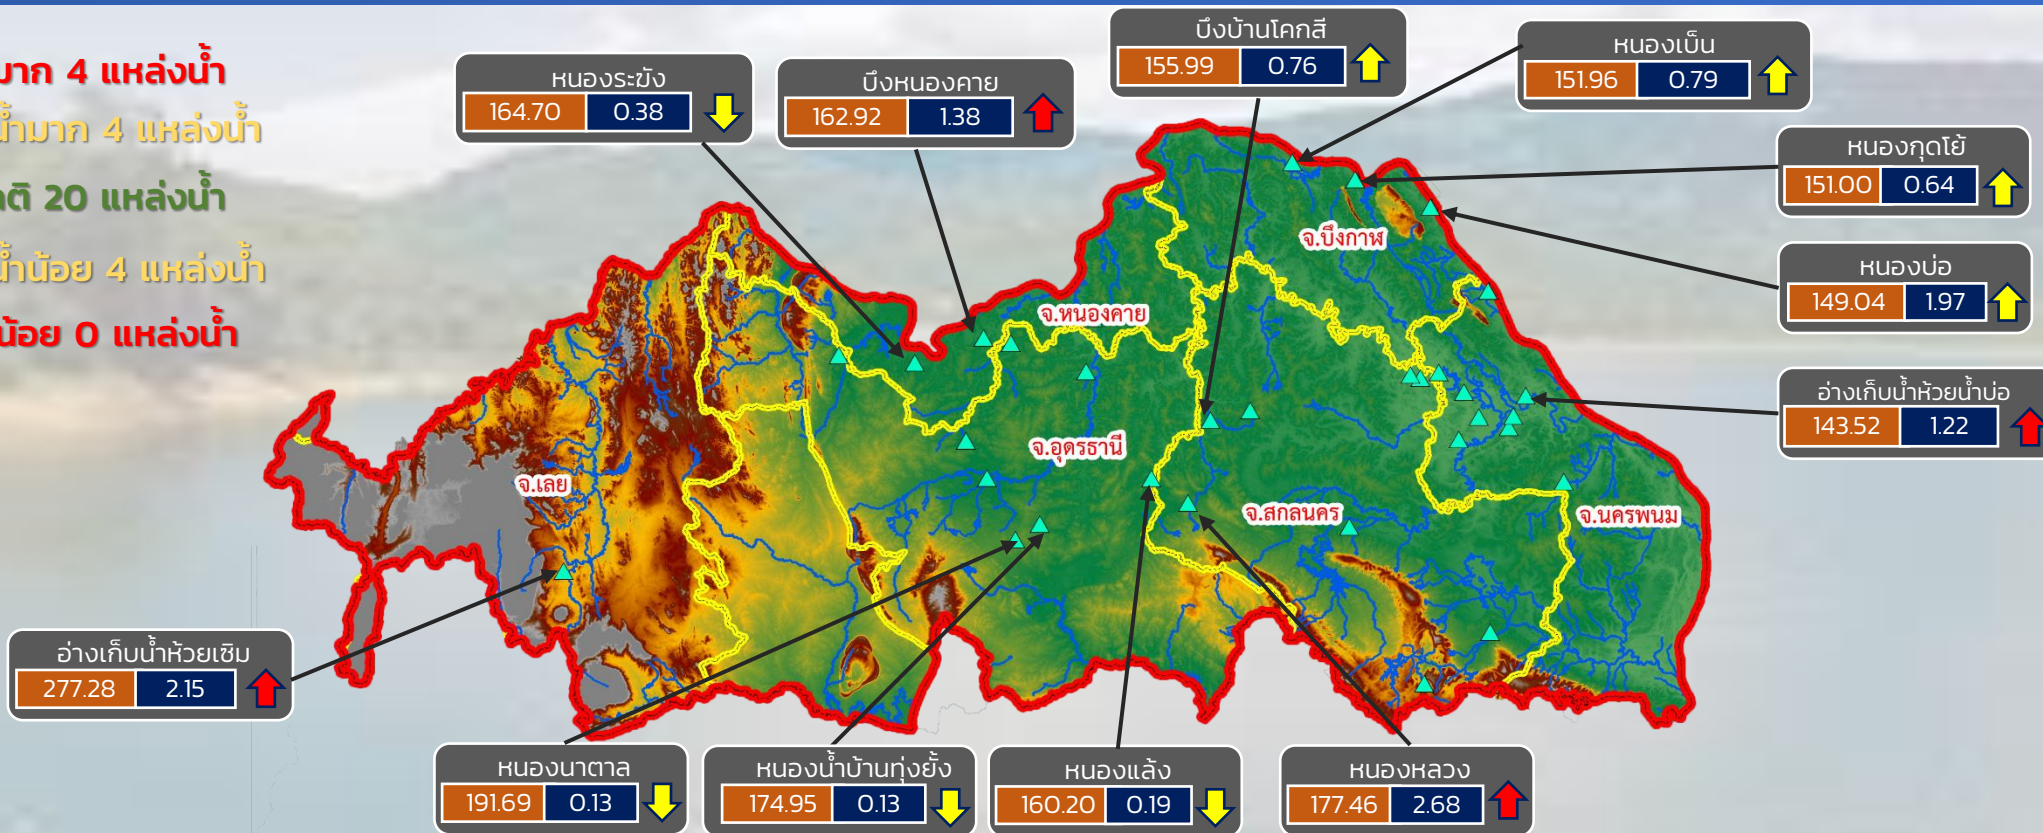 มาก 4 แหล่งน้ำ
น้ำมาก 4 แหล่งน้ำ
20 แหล่งน้ำ
น้ำน้อย 4 แหล่งน้ำ
น้อย 0 แหล่งน้ำ
หนองระฆัง
164.70 0.38
บึงหนองคาย
162.92 1.38
บึงบ้านโคกสี
155.99 0.76
หนองเบ็น
151.96 0.79
หนองกุดโย้
151.00 0.64
หนองบ่อ
149.04 1.97
อ่างเก็บน้ำห้วยน้ำบ่อ
143.52 1.22
จ.บึงกาฬ
จ.หนองคาย
จ.อุดรธานี
จ.เลย
จ.สกลนคร
จ.นครพนม
อ่างเก็บน้ำห้วยเซิม
277.28 2.15
หนองนาตาล
191.69 0.13
หนองน้ำบ้านทุ่งยั้ง
174.95 0.13
หนองแล้ง
160.20 0.19
หนองหลวง
177.46 2.68